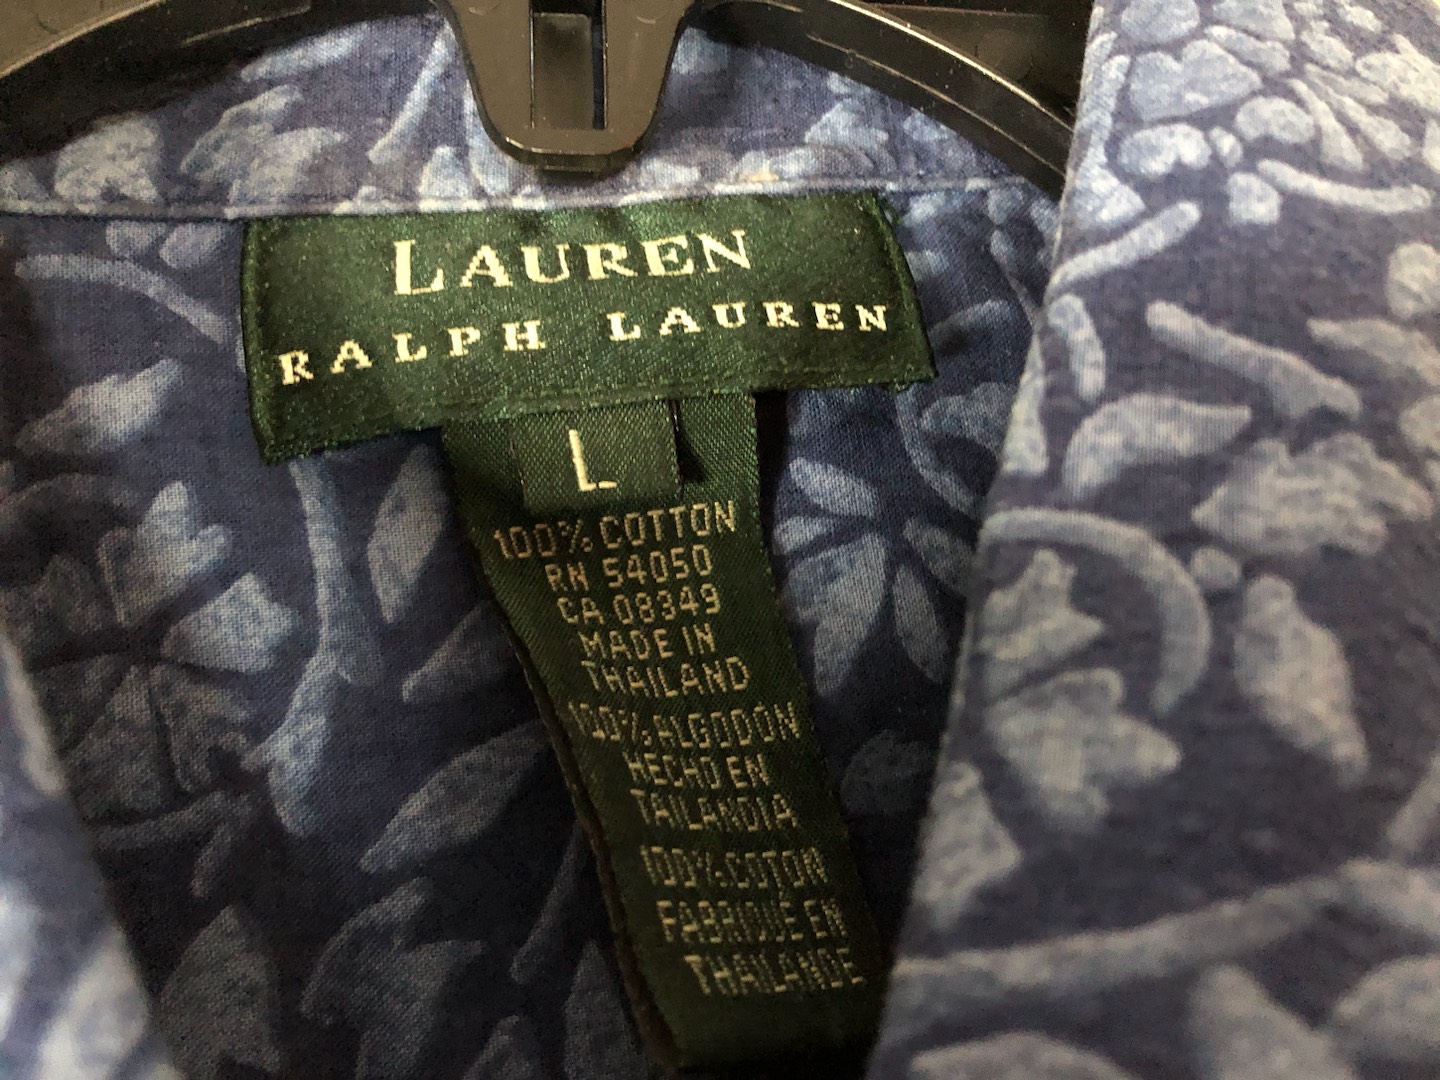 LAUREN
RALPH LAUREN
L
100% COTTON
RN 54050
CA 08349
MADE IN
THAILAND
100% ALGODON
HECHO EN
TAILANDIA
100% COTON
FABRIQUE EN
THAILANDE